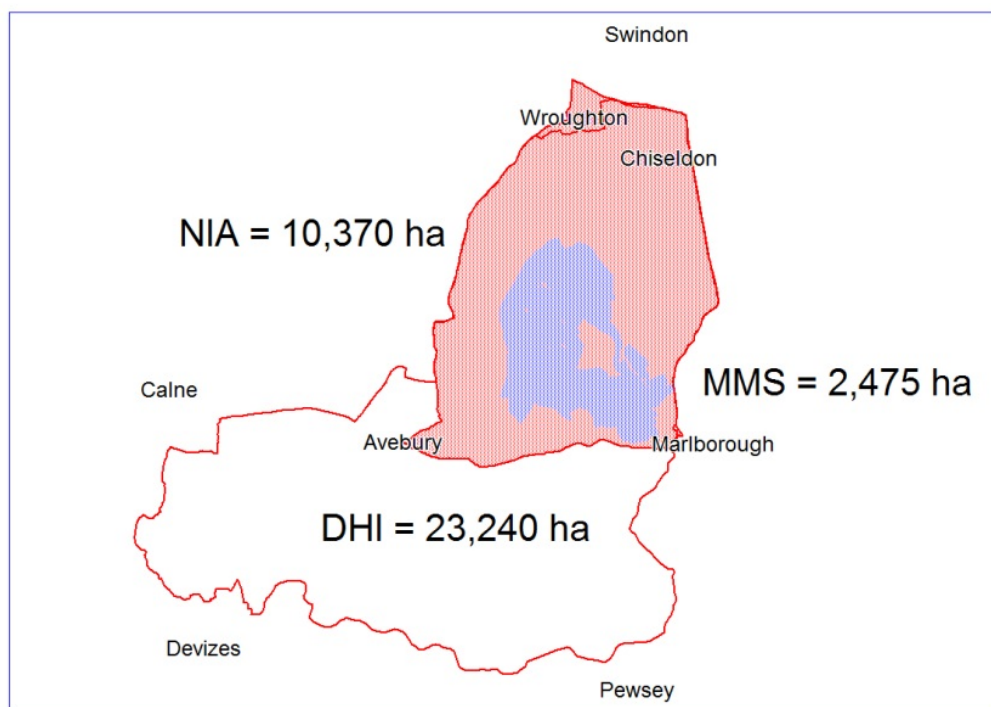 Swindon
Wroughton
Chiseldon
NIA = 10,370 ha
Calne
MMS = 2,475 ha
Avebury
Marlborough
DHI = 23,240 ha
Devizes
Pewsey